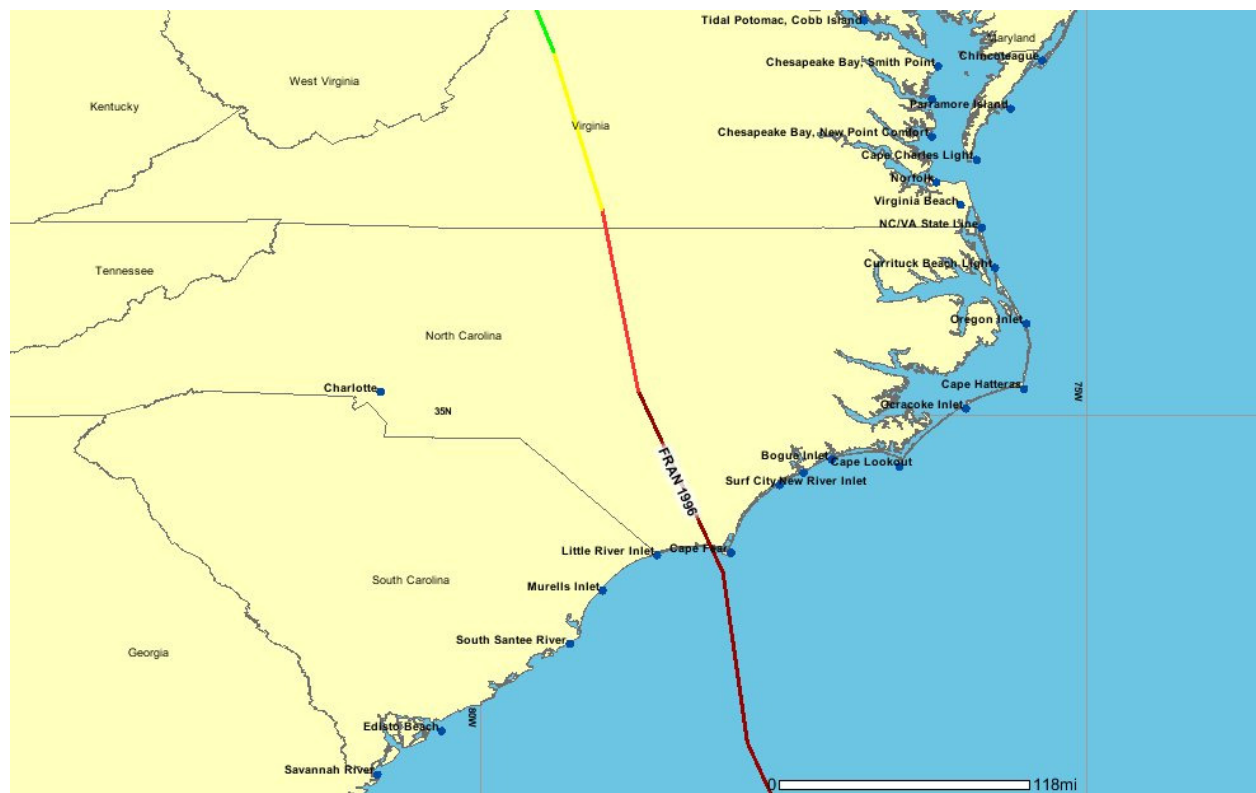 Tidal Potomac, Cobb Island
Maryland
Chincoteague
Chesapeake Bay, Smith Point
West Virginia
Kentucky
Parramore Island
Virginia
Chesapeake Bay, New Point Comfort
Cape Charles Light
Norfolk
Virginia Beach
NC/VA State Line
Currituck Beach Light
Tennessee
Oregon Inlet
North Carolina
Cape Hatteras
Charlotte
75W
Ocracoke Inlet
35N
Bogue Inlet
Cape Lookout
FRAN 1996
Surf City
New River Inlet
Cape Fear
Little River Inlet
South Carolina
Murells Inlet
South Santee River
Georgia
80W
Edisto Beach
Savannah River
0
118mi